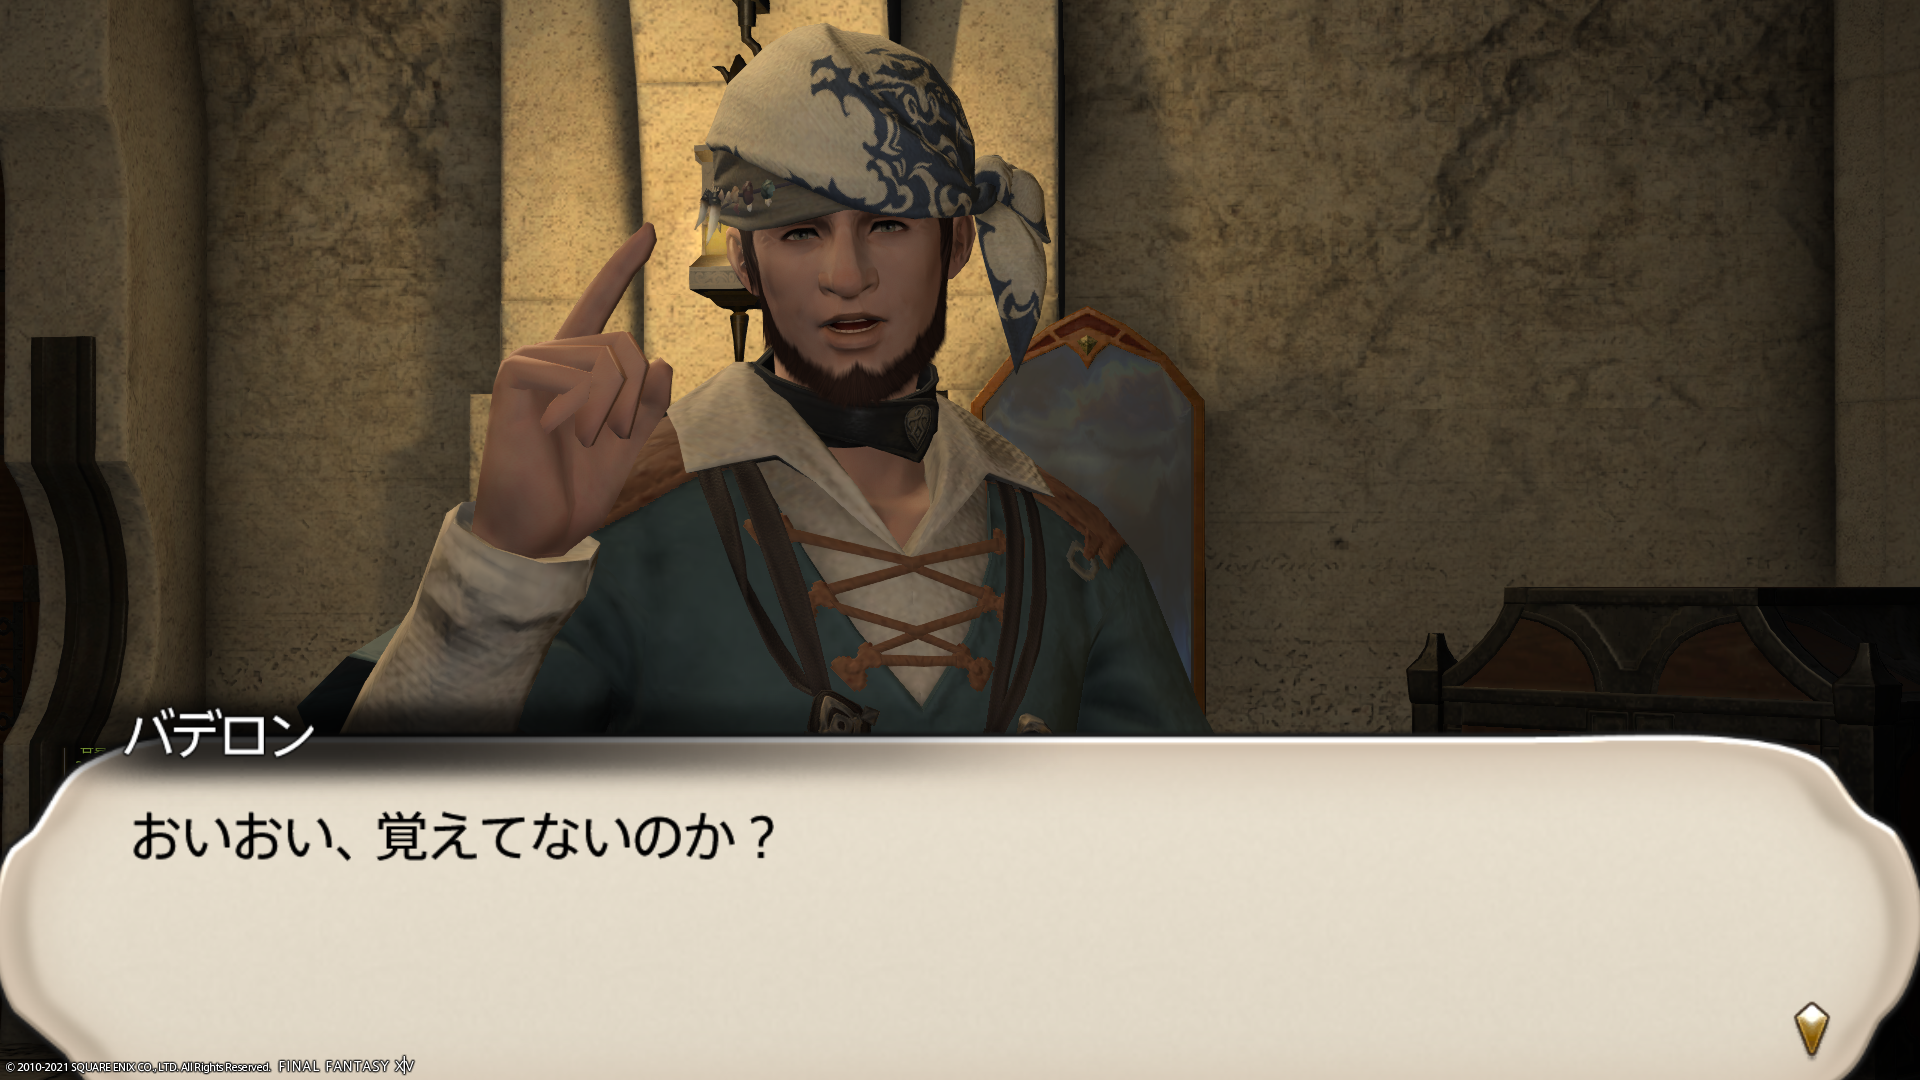 バデロン
おいおい、覚えてないのか？
© 2010-2021 SQUARE ENIX CO., LTD. All Rights Reserved. FINAL FANTASY XIV